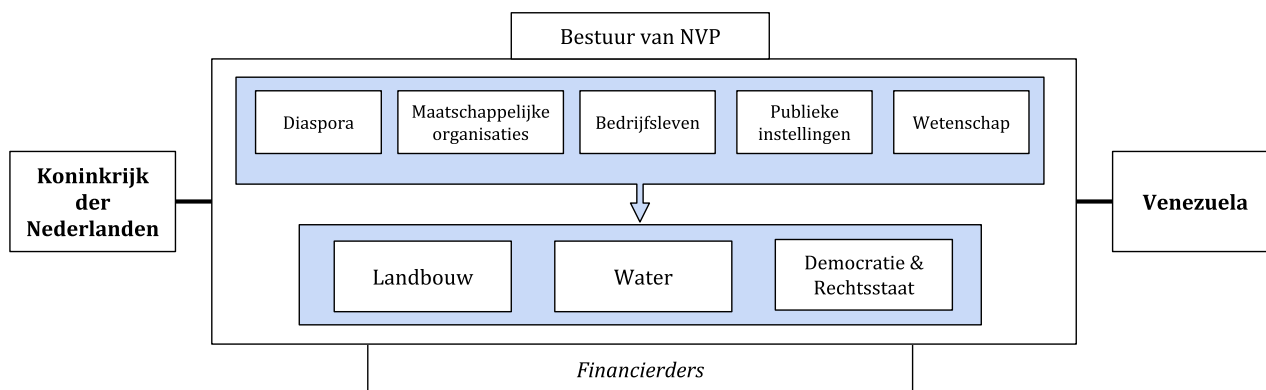 Bestuur van NVP
Diaspora
Maatschappelijke
organisaties
Bedrijfsleven
Publieke
instellingen
Wetenschap
Koninkrijk
der
Nederlanden
Venezuela
Landbouw
Water
Democratie &
Rechtsstaat
Financierders